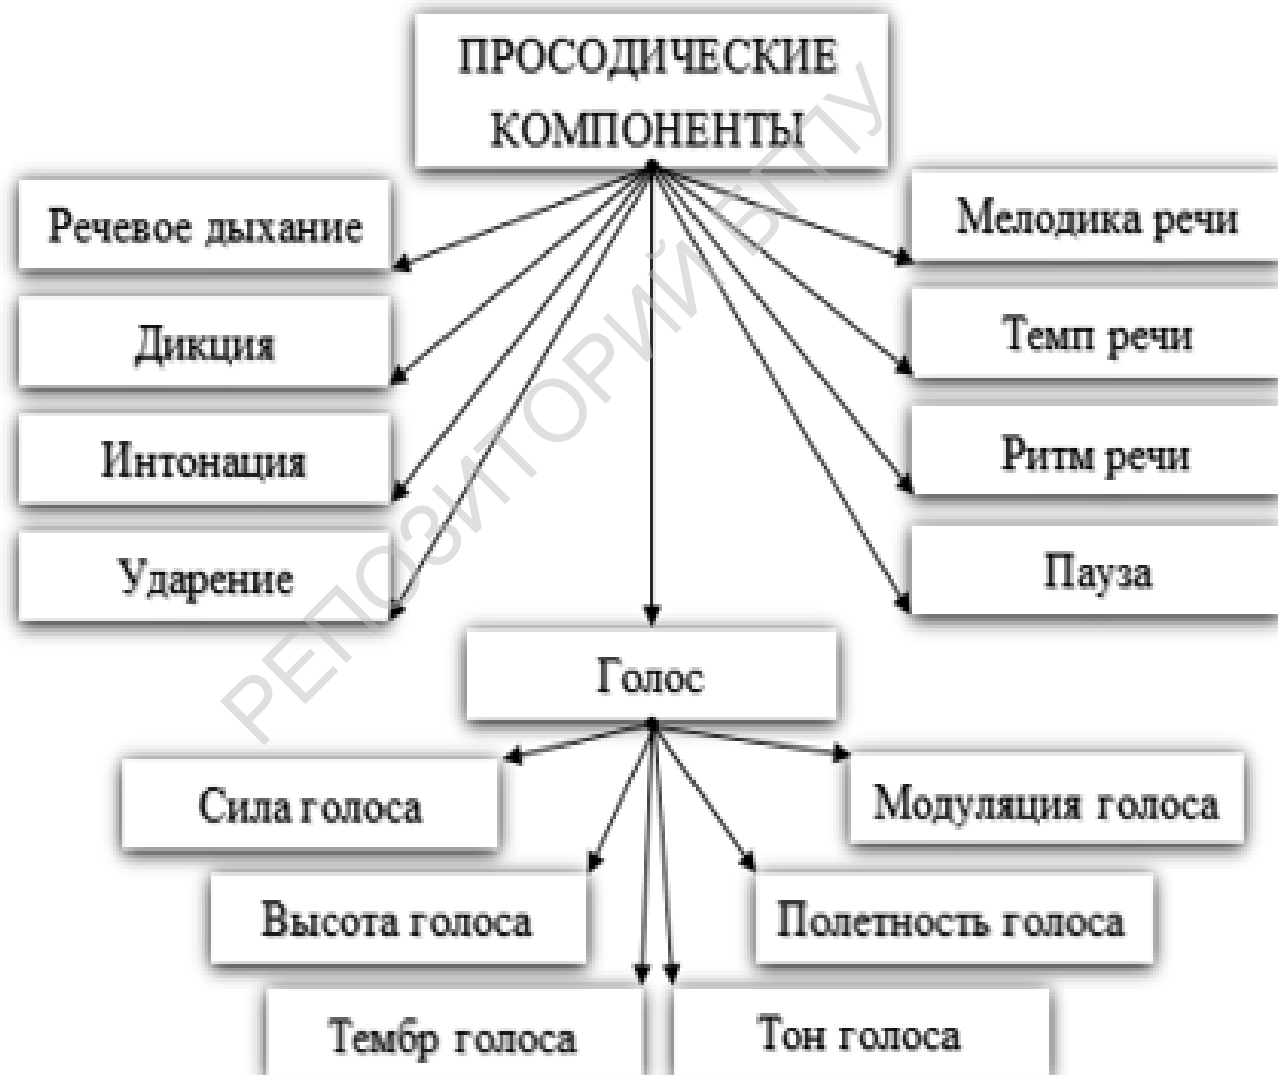 ПРОСОДИЧЕСКИЕ
КОМПОНЕНТЫ
Речевое дыхание
Дикция
Интонация
Ударение
Мелодика речи
Темп речи
Ритм речи
Пауза
Голос
Сила голоса
Высота голоса
Тембр голоса
Тон голоса
Полетность голоса
Модуляция голоса
РЕПОЗИТОРИЙ БГПУ